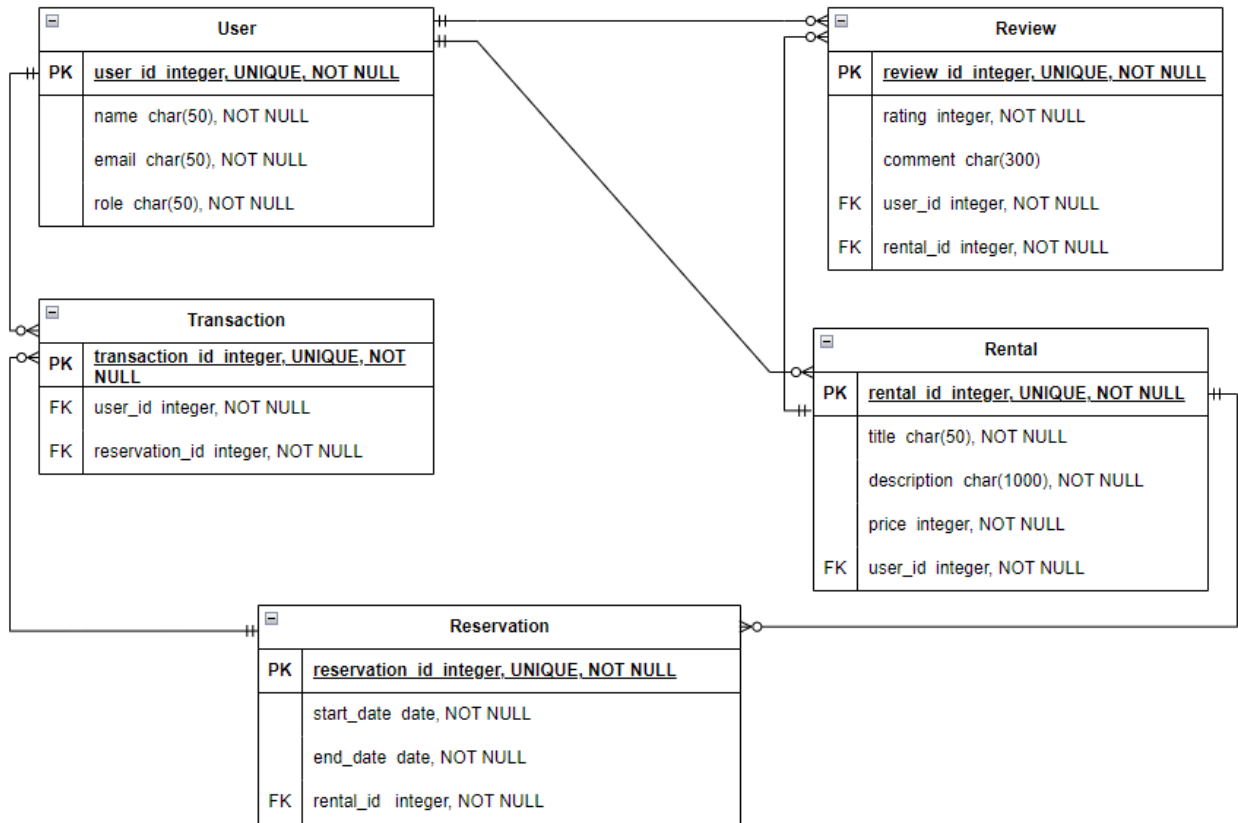 User
PK user_id integer, UNIQUE, NOT NULL
name char(50), NOT NULL
email char(50), NOT NULL
role char(50), NOT NULL
Review
PK review_id integer, UNIQUE, NOT NULL
rating integer, NOT NULL
comment char(300)
FK user_id integer, NOT NULL
FK rental_id integer, NOT NULL
Transaction
PK transaction_id integer, UNIQUE, NOT
NULL
FK user_id integer, NOT NULL
FK reservation_id integer, NOT NULL
Rental
PK rental_id integer, UNIQUE, NOT NULL
title char(50), NOT NULL
description char(1000), NOT NULL
price integer, NOT NULL
FK user_id integer, NOT NULL
Reservation
PK reservation_id integer, UNIQUE, NOT NULL
start_date date, NOT NULL
end_date date, NOT NULL
FK rental_id integer, NOT NULL